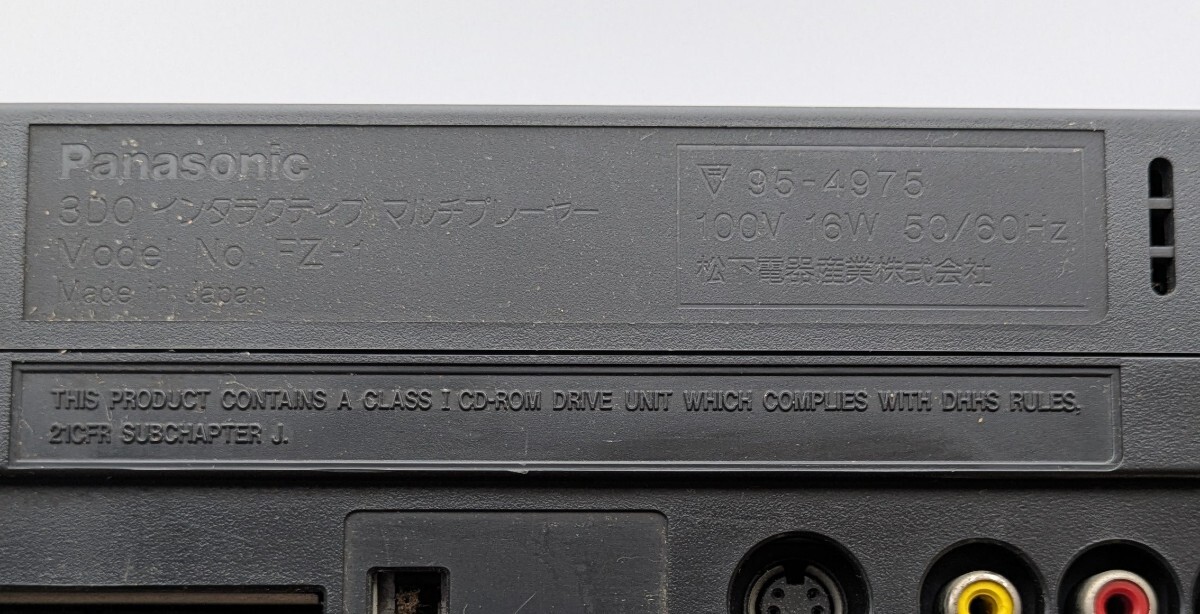 Panasonic
3DO インタラクティブ マルチプレーヤー
Model No. FZ-1
Made in Japan
95-4975
100V 16W 50/60Hz
松下電器産業株式会社
THIS PRODUCT CONTAINS A CLASS I CD-ROM DRIVE UNIT WHICH COMPLIES WITH DHHS RULES,
21CFR SUBCHAPTER J.